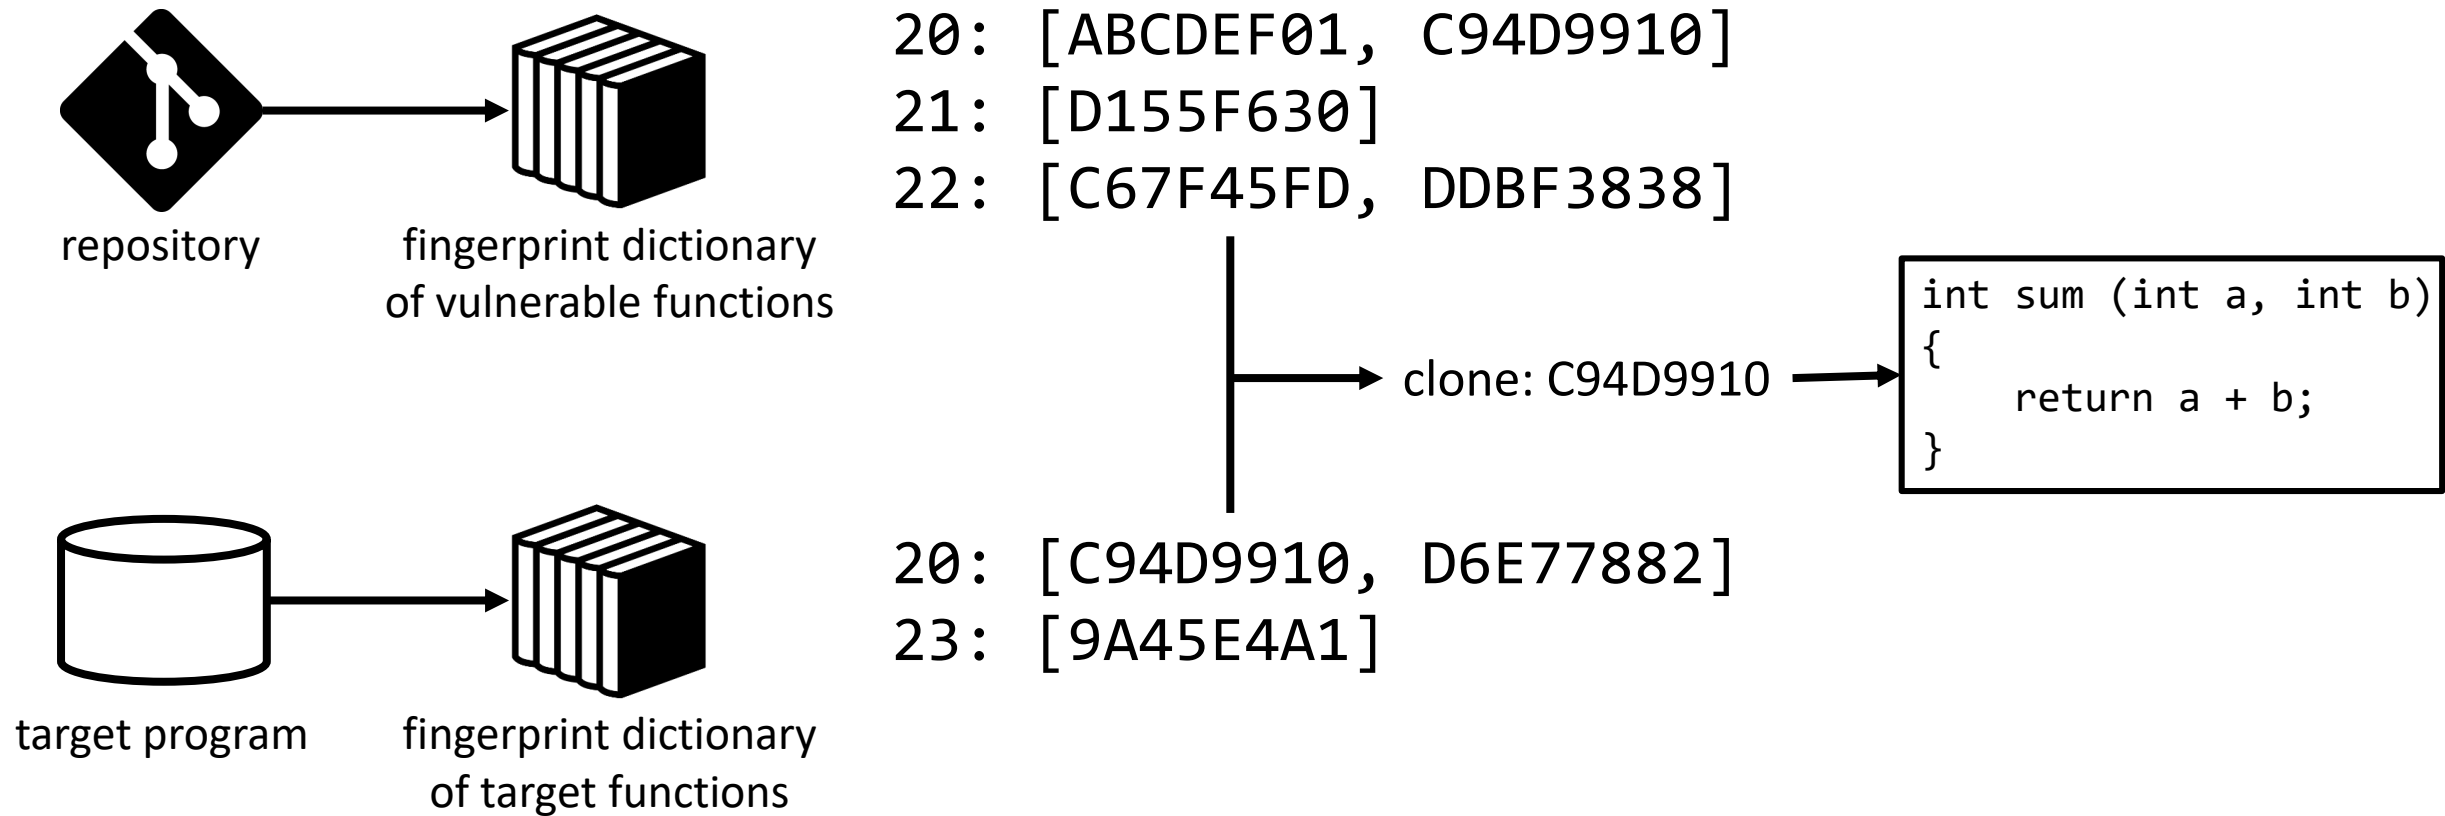 20: [ABCDEF01, C94D9910]
21: [D155F630]
22: [C67F45FD, DDBF3838]
repository
fingerprint dictionary
of vulnerable functions
int sum (int a, int b)
{
return a + b;
}
clone: C94D9910
20: [C94D9910, D6E77882]
23: [9A45E4A1]
target program
fingerprint dictionary
of target functions